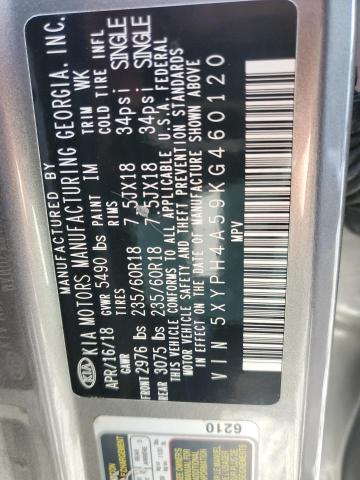 MANUFACTURED BY
KIA KIA MOTORS MANUFACTURING GEORGIA. INC.
APR/16/18 GVWR 5490 lbs PAINT IM TRIM WK
GAWR TIRES RIMS COLD TIRE INFL
FRONT 2976 lbs 235/60R18 7.5JX18 34psi SINGLE
REAR 3075 lbs 235/60R18 7.5JX18 34psi SINGLE
THIS VEHICLE CONFORMS TO ALL APPLICABLE U.S.A. FEDERAL
MOTOR VEHICLE SAFETY AND THEFT PREVENTION STANDARDS
IN EFFECT ON THE DATE OF MANUFACTURE SHOWN ABOVE
VIN 5XYPH4A59KG460120
MPV
6210